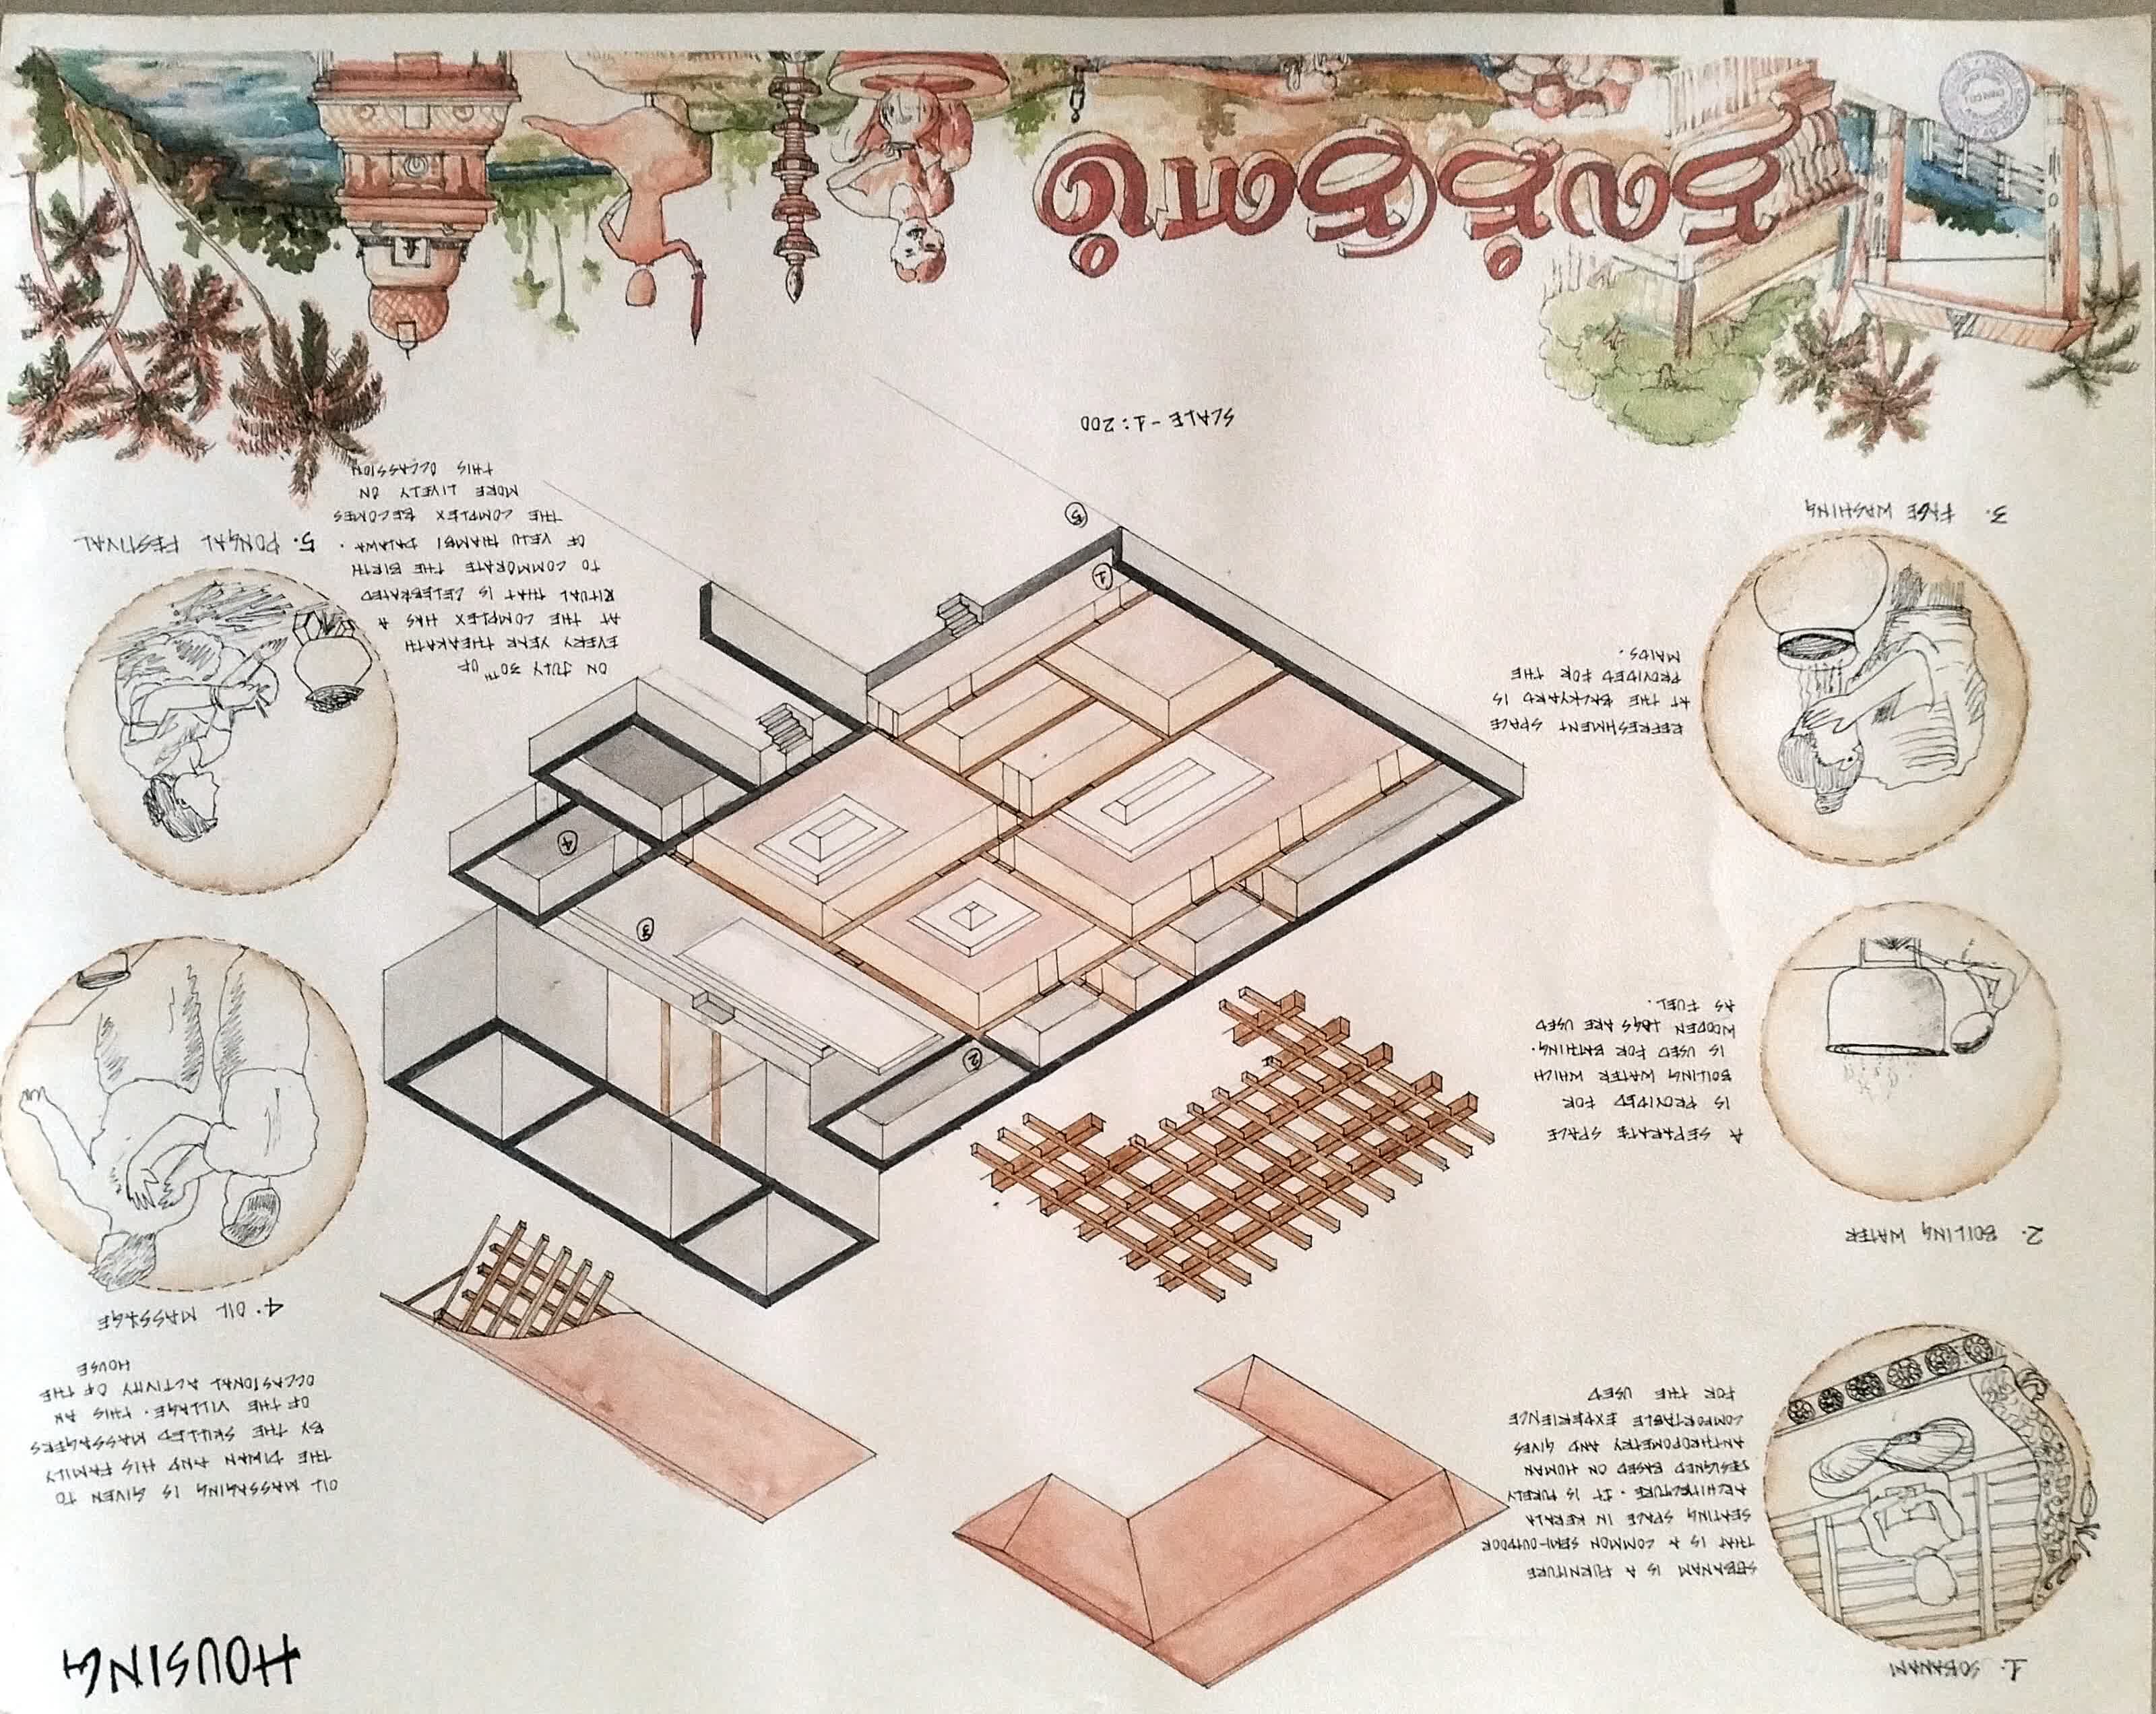 HOUSING
1. SOBANAM
SOBANAM IS A FURNITURE
THAT IS A COMMON SEMI-OUTDOOR
SEATING SPACE IN KERALA
ARCHITECTURE. IT IS PURELY
DESIGNED BASED ON HUMAN
ANTHROPOMETRY AND GIVES
COMFORTABLE EXPERIENCE
FOR THE USED
2. BOILING WATER
A SEPARATE SPACE
IS PROVIDED FOR
BOILING WATER WHICH
IS USED FOR BATHING.
WOODEN LOGS ARE USED
AS FUEL.
REFRESHMENT SPACE
AT THE BACKYARD IS
PROVIDED FOR THE
MAIDS.
3. FACE WASHING
2
3
4
1
5
OIL MASSAGING IS GIVEN TO
THE DIWAN AND HIS FAMILY
BY THE SKILLED MASSAGERS
OF THE VILLAGE. THIS AN
OCCASIONAL ACTIVITY OF THE
HOUSE
4. OIL MASSAGE
ON JULY 30TH OF
EVERY YEAR
AT THE COMPLEX HAS A
RITUAL THAT IS CELEBRATED
TO COMMORATE THE BIRTH
OF VELU THAMBI DALAWA.
THE COMPLEX BECOMES
MORE LIVELY ON
THIS OCCASSION
5. PONGAL FESTIVAL
SCALE - 1:200
தலக்குளம்